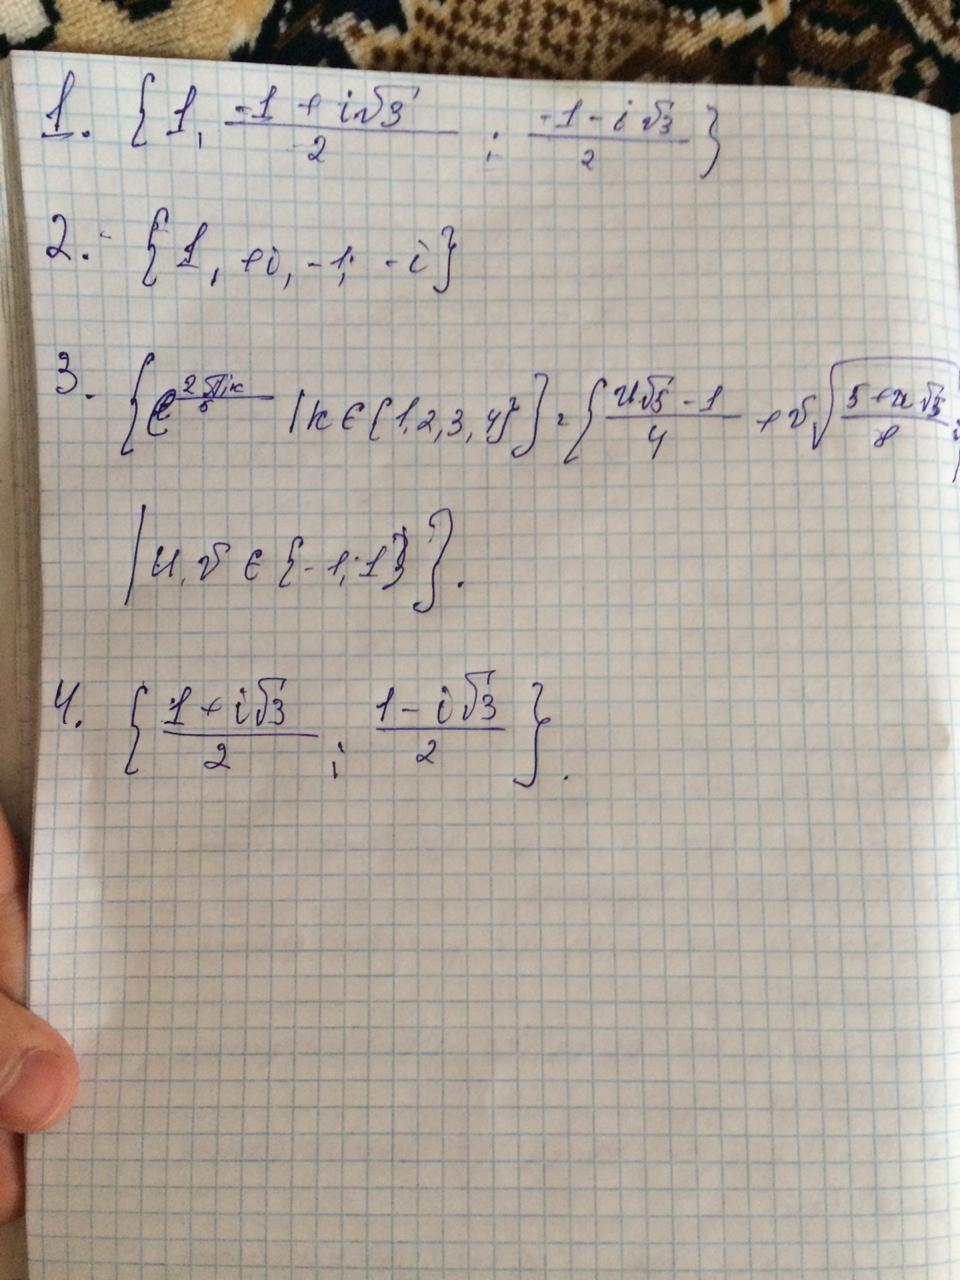 1. {1, (-1 + i√3)/2 ; (-1 - i√3)/2}
2. {1, +i, -1; -i}
3. {e^(2πik/5) | k ∈ {1,2,3,4}} = {(u√5 - 1)/4 + v√((5 + u√5)/8)
| u, v ∈ {-1; 1}}.
4. {(1 + i√3)/2 ; (1 - i√3)/2}.